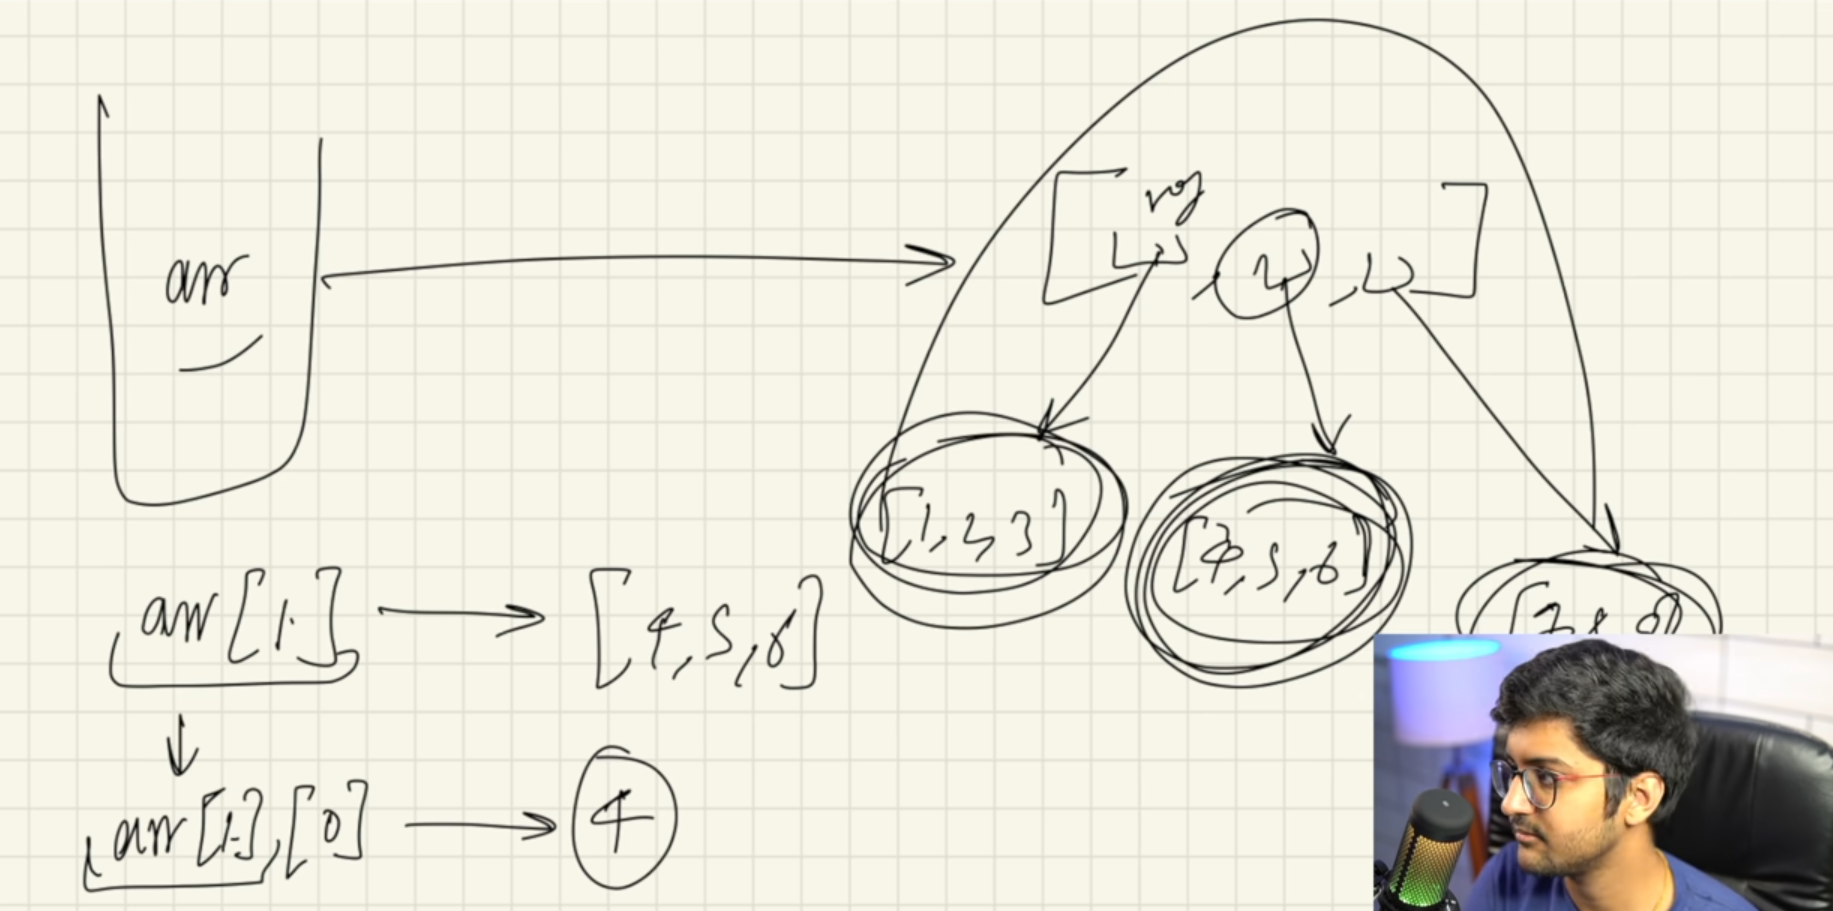 arr
ref
[1, 2, 3]
[4, 5, 6]
arr[1]
[4, 5, 6]
arr[1][0]
4